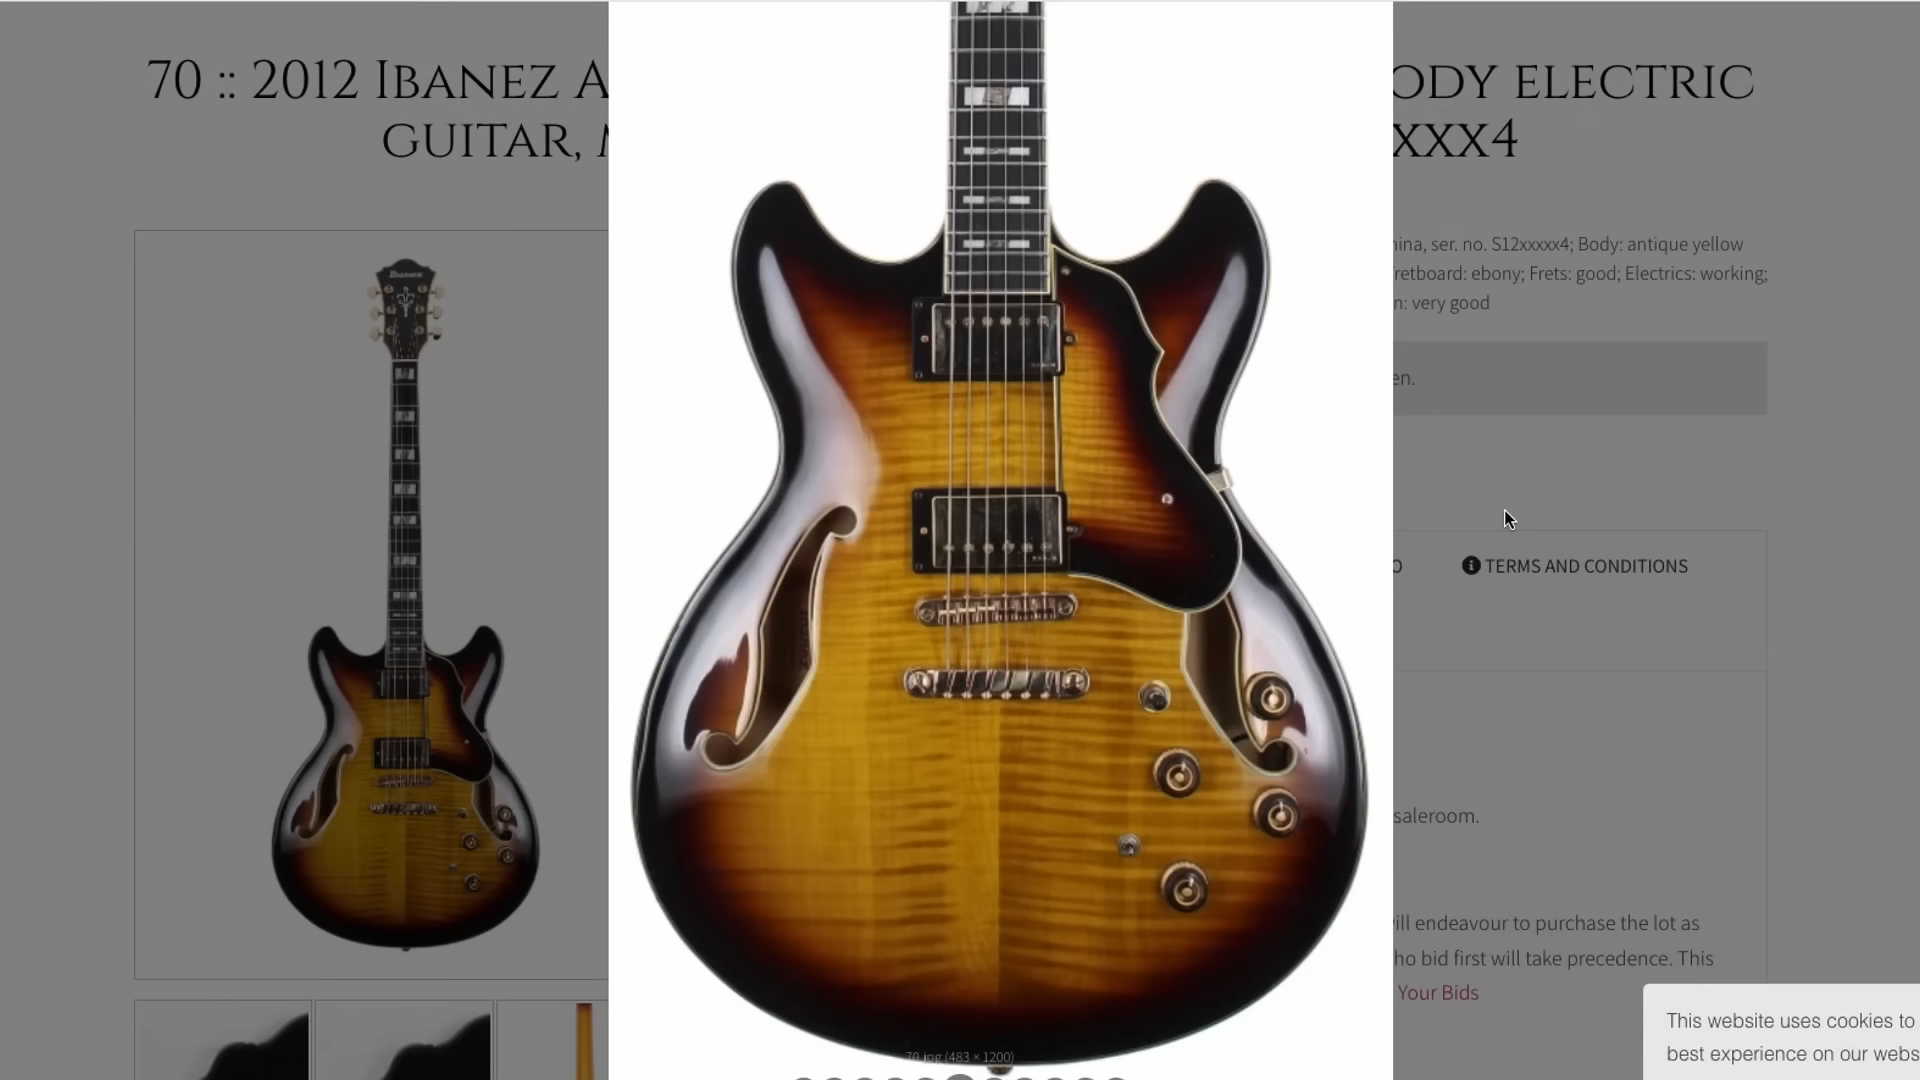 70 :: 2012 Ibanez A
ODY ELECTRIC
GUITAR,
XXX4
Ibanez
ina, ser. no. S12xxxxx4; Body: antique yellow
retboard: ebony; Frets: good; Electrics: working;
n: very good
en.
O
TERMS AND CONDITIONS
saleroom.
ill endeavour to purchase the lot as
ho bid first will take precedence. This
Your Bids
This website uses cookies to
best experience on our webs
70.jpg (483 × 1200)